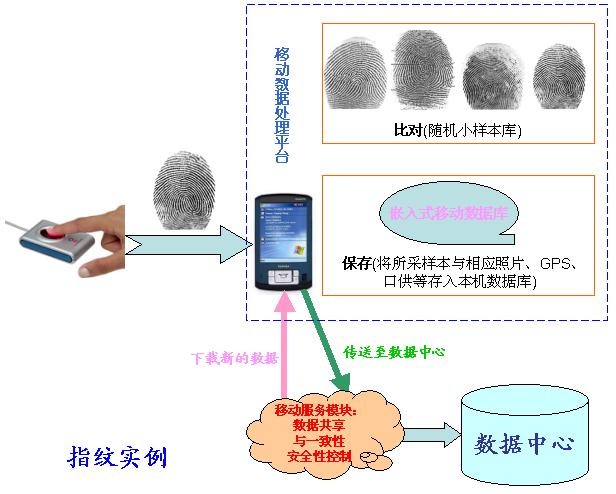 移动数据处理平台
比对(随机小样本库)
嵌入式移动数据库
保存(将所采样本与相应照片、GPS、
口供等存入本机数据库)
下载新的数据
传送至数据中心
移动服务模块:
数据共享
与一致性
安全性控制
数据中心
指纹实例